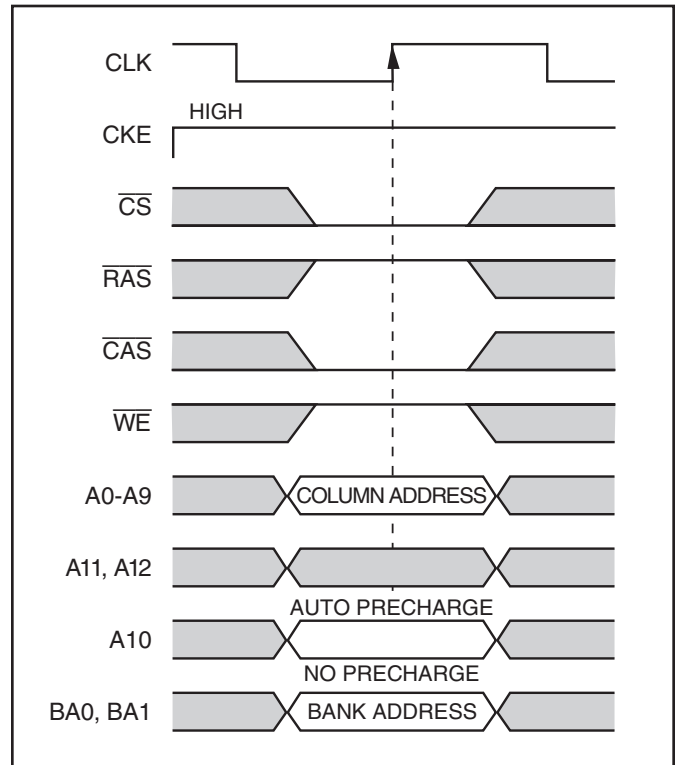 CLK
HIGH
CKE
CS
RAS
CAS
WE
A0-A9 COLUMN ADDRESS
A11, A12
AUTO PRECHARGE
A10
NO PRECHARGE
BA0, BA1 BANK ADDRESS